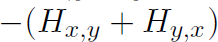 −(H_{x,y} + H_{y,x})